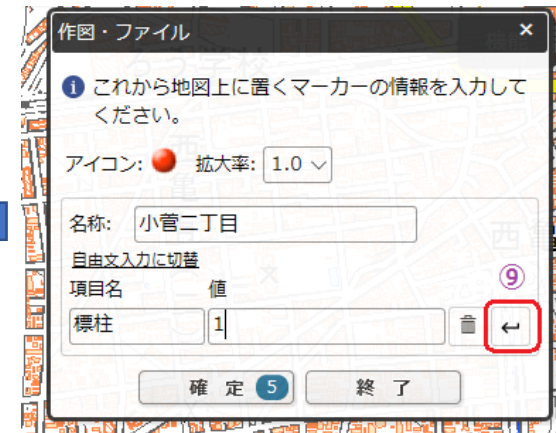 作図・ファイル ×
これから地図上に置くマーカーの情報を入力して
ください。
アイコン: 拡大率: 1.0
名称: 小菅二丁目
自由文入力に切替
項目名 値
⑨
標柱 1
確定 5 終了